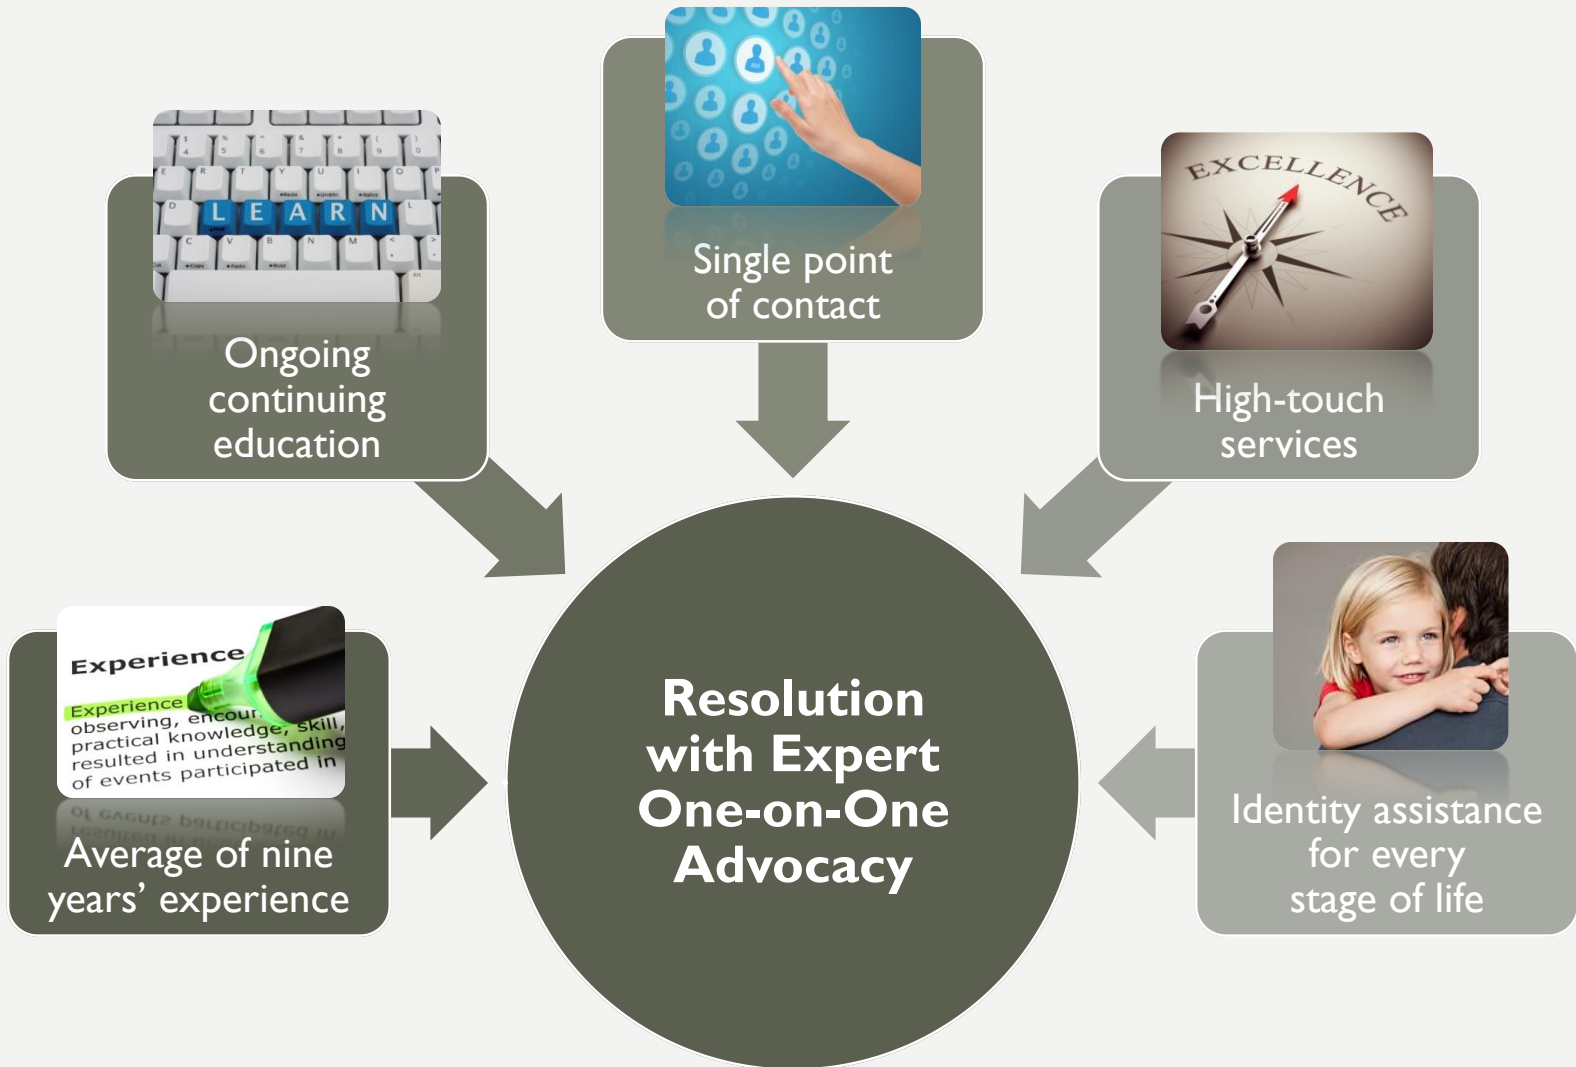 Single point
of contact
LEARN
Ongoing
continuing
education
EXCELLENCE
High-touch
services
Experience
Experience
observing, encour
practical knowledge, skill,
resulted in understanding
of events participated in
Average of nine
years’ experience
Resolution
with Expert
One-on-One
Advocacy
Identity assistance
for every
stage of life